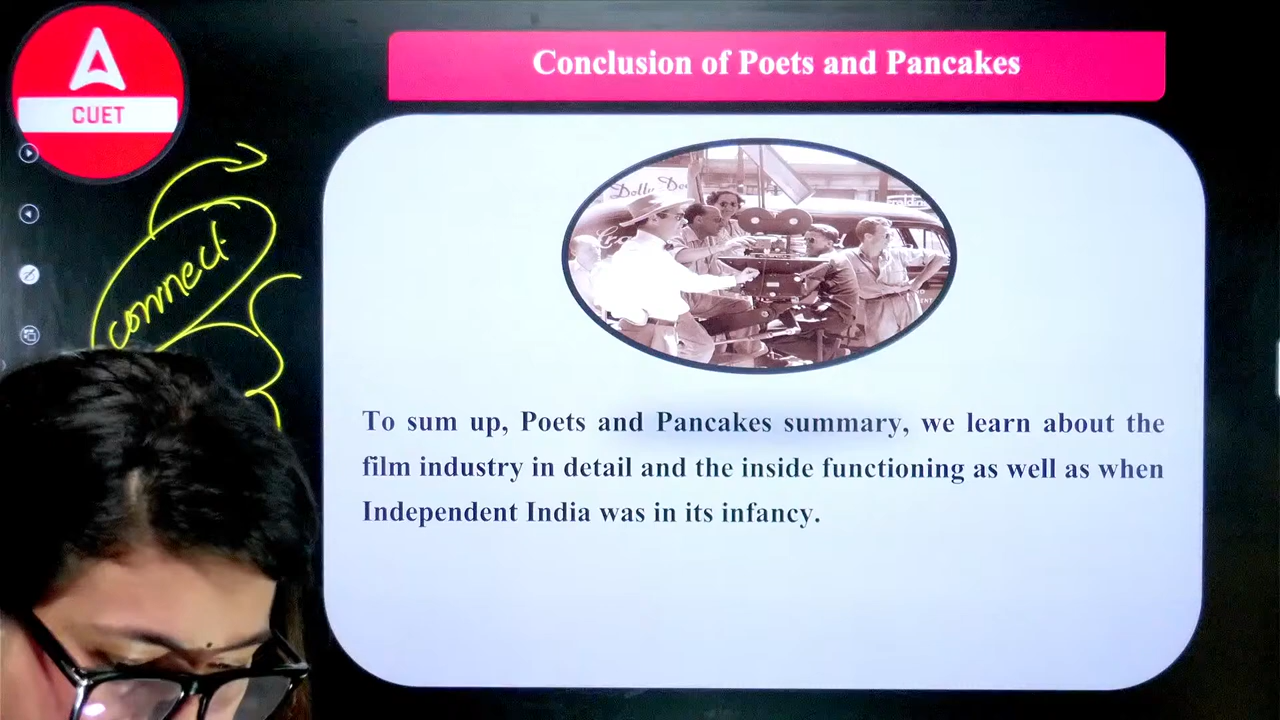 CUET
Conclusion of Poets and Pancakes
connect
Dolly
To sum up, Poets and Pancakes summary, we learn about the
film industry in detail and the inside functioning as well as when
Independent India was in its infancy.